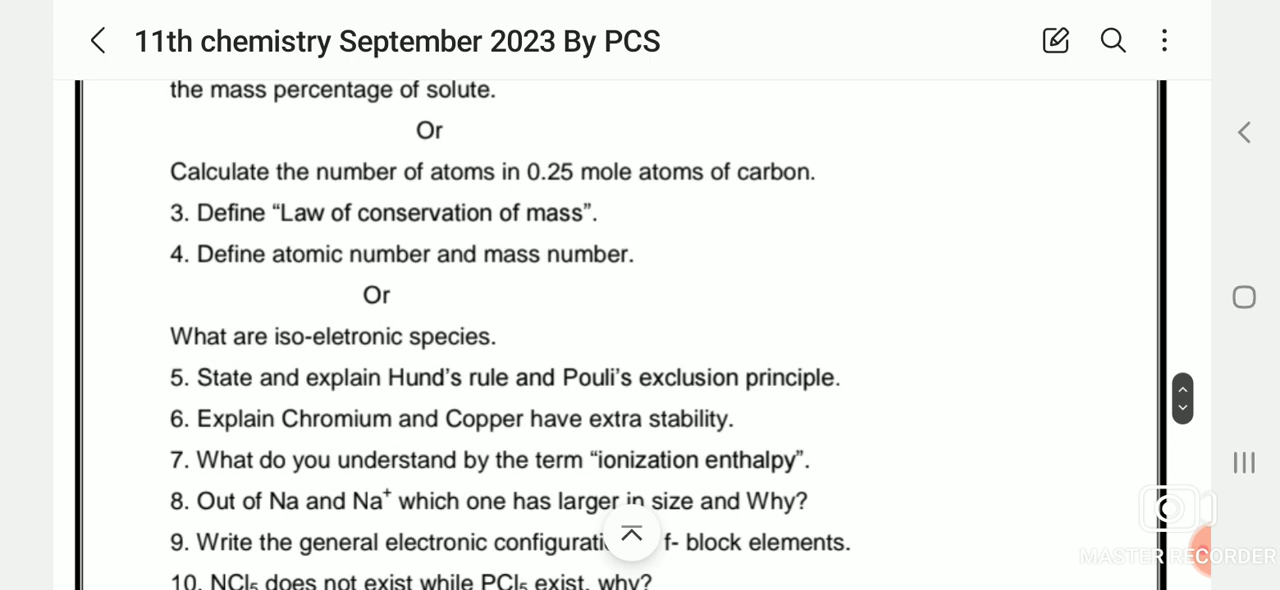 11th chemistry September 2023 By PCS
the mass percentage of solute.
Or
Calculate the number of atoms in 0.25 mole atoms of carbon.
3. Define “Law of conservation of mass”.
4. Define atomic number and mass number.
Or
What are iso-eletronic species.
5. State and explain Hund’s rule and Pouli’s exclusion principle.
6. Explain Chromium and Copper have extra stability.
7. What do you understand by the term “ionization enthalpy”.
8. Out of Na and Na⁺ which one has larger in size and Why?
9. Write the general electronic configurati f- block elements.
10. NCl₅ does not exist while PCl₅ exist, why?
MASTER RECORDER